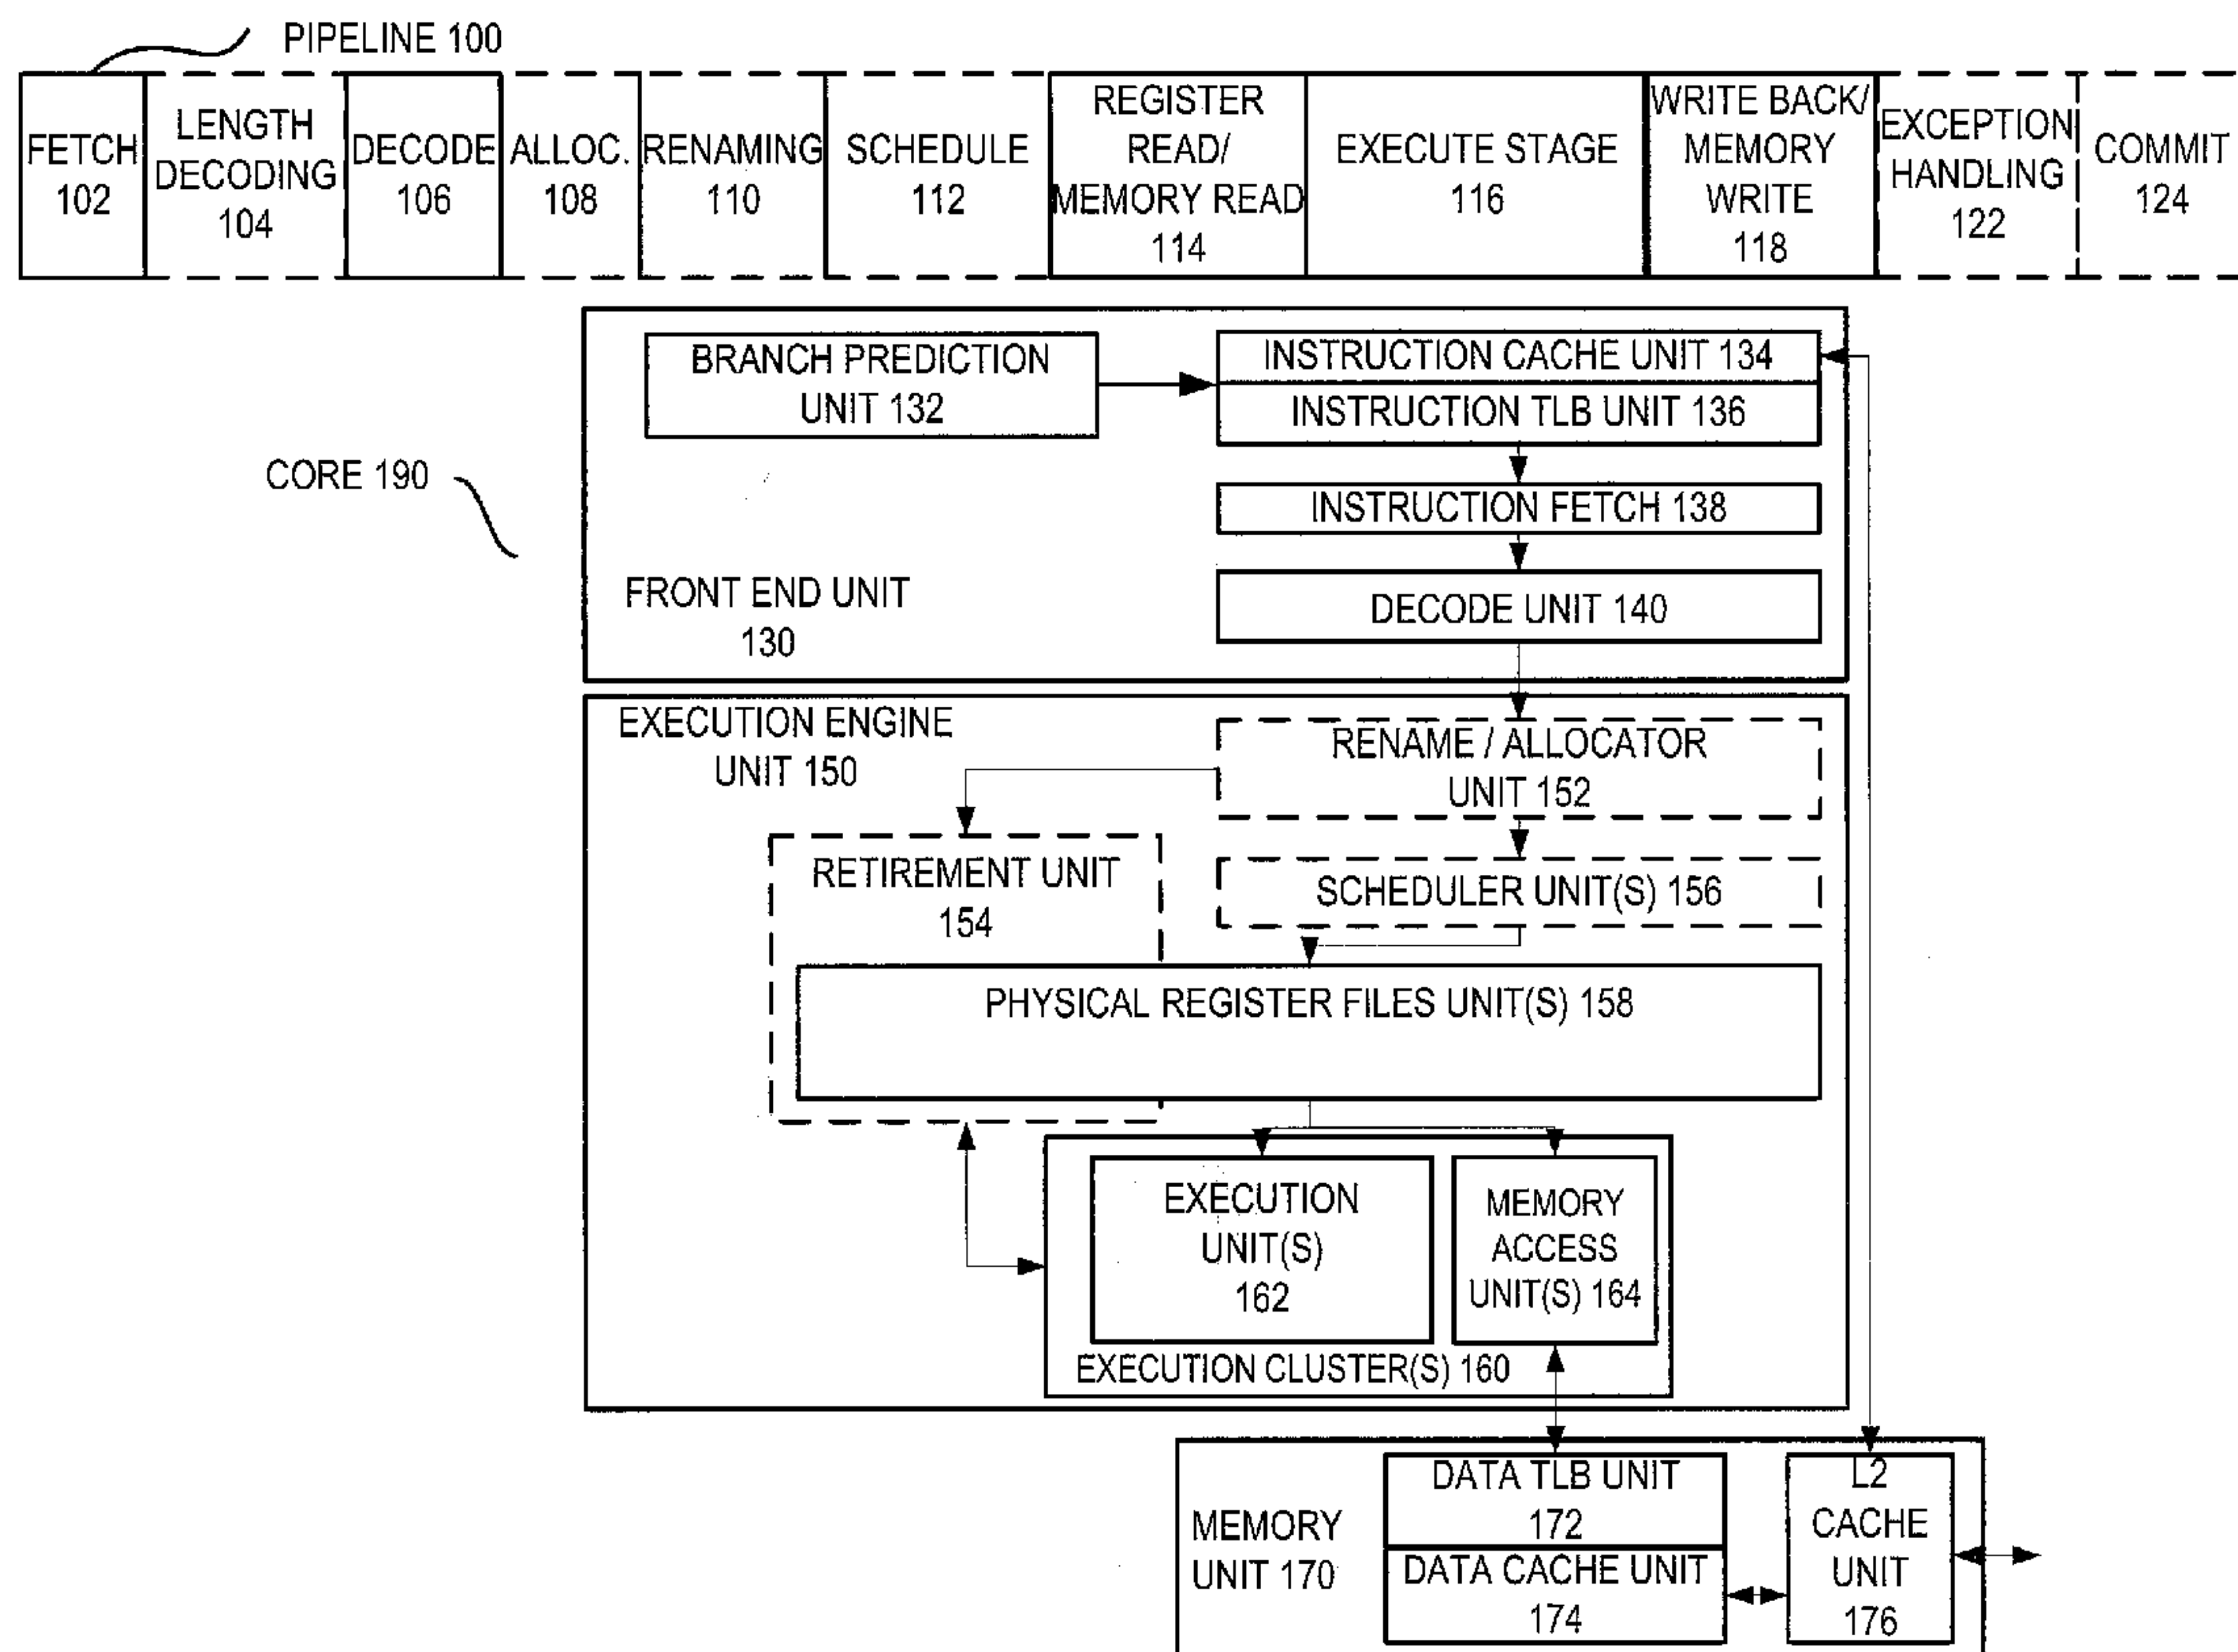 PIPELINE 100
FETCH
102
LENGTH
DECODING
104
DECODE
106
ALLOC.
108
RENAMING
110
SCHEDULE
112
REGISTER
READ/
MEMORY READ
114
EXECUTE STAGE
116
WRITE BACK/
MEMORY
WRITE
118
EXCEPTION
HANDLING
122
COMMIT
124
BRANCH PREDICTION
UNIT 132
INSTRUCTION CACHE UNIT 134
INSTRUCTION TLB UNIT 136
CORE 190
INSTRUCTION FETCH 138
FRONT END UNIT
130
DECODE UNIT 140
EXECUTION ENGINE
UNIT 150
RENAME / ALLOCATOR
UNIT 152
RETIREMENT UNIT
154
SCHEDULER UNIT(S) 156
PHYSICAL REGISTER FILES UNIT(S) 158
EXECUTION
UNIT(S)
162
MEMORY
ACCESS
UNIT(S) 164
EXECUTION CLUSTER(S) 160
MEMORY
UNIT 170
DATA TLB UNIT
172
DATA CACHE UNIT
174
L2
CACHE
UNIT
176